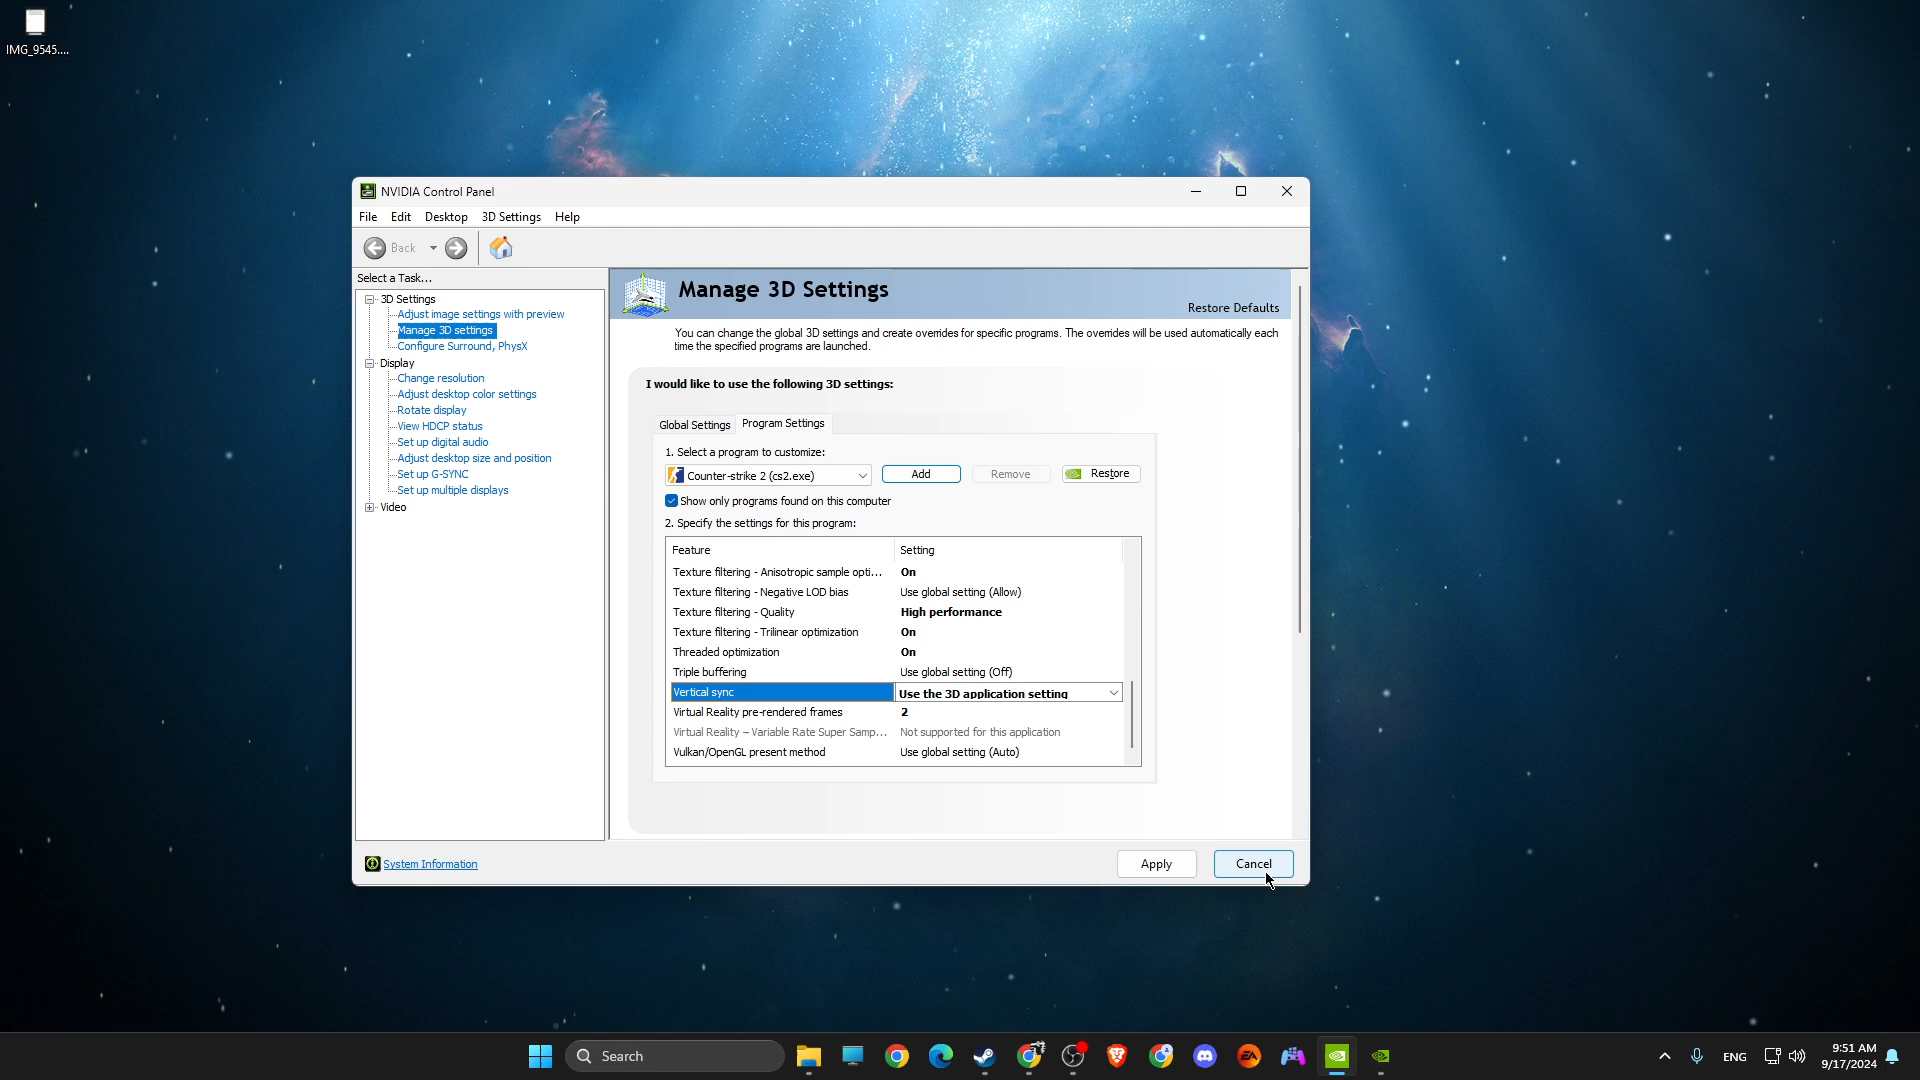 IMG_9545....
NVIDIA Control Panel
File Edit Desktop 3D Settings Help
Back
Select a Task...
3D Settings
Adjust image settings with preview
Manage 3D settings
Configure Surround, PhysX
Display
Change resolution
Adjust desktop color settings
Rotate display
View HDCP status
Set up digital audio
Adjust desktop size and position
Set up G-SYNC
Set up multiple displays
Video
System Information
Manage 3D Settings
Restore Defaults
You can change the global 3D settings and create overrides for specific programs. The overrides will be used automatically each
time the specified programs are launched.
I would like to use the following 3D settings:
Global Settings Program Settings
1. Select a program to customize:
Counter-strike 2 (cs2.exe) Add Remove Restore
Show only programs found on this computer
2. Specify the settings for this program:
Feature Setting
Texture filtering - Anisotropic sample opti... On
Texture filtering - Negative LOD bias Use global setting (Allow)
Texture filtering - Quality High performance
Texture filtering - Trilinear optimization On
Threaded optimization On
Triple buffering Use global setting (Off)
Vertical sync Use the 3D application setting
Virtual Reality pre-rendered frames 2
Virtual Reality – Variable Rate Super Samp... Not supported for this application
Vulkan/OpenGL present method Use global setting (Auto)
Apply Cancel
Search
EA
ENG
9:51 AM
9/17/2024